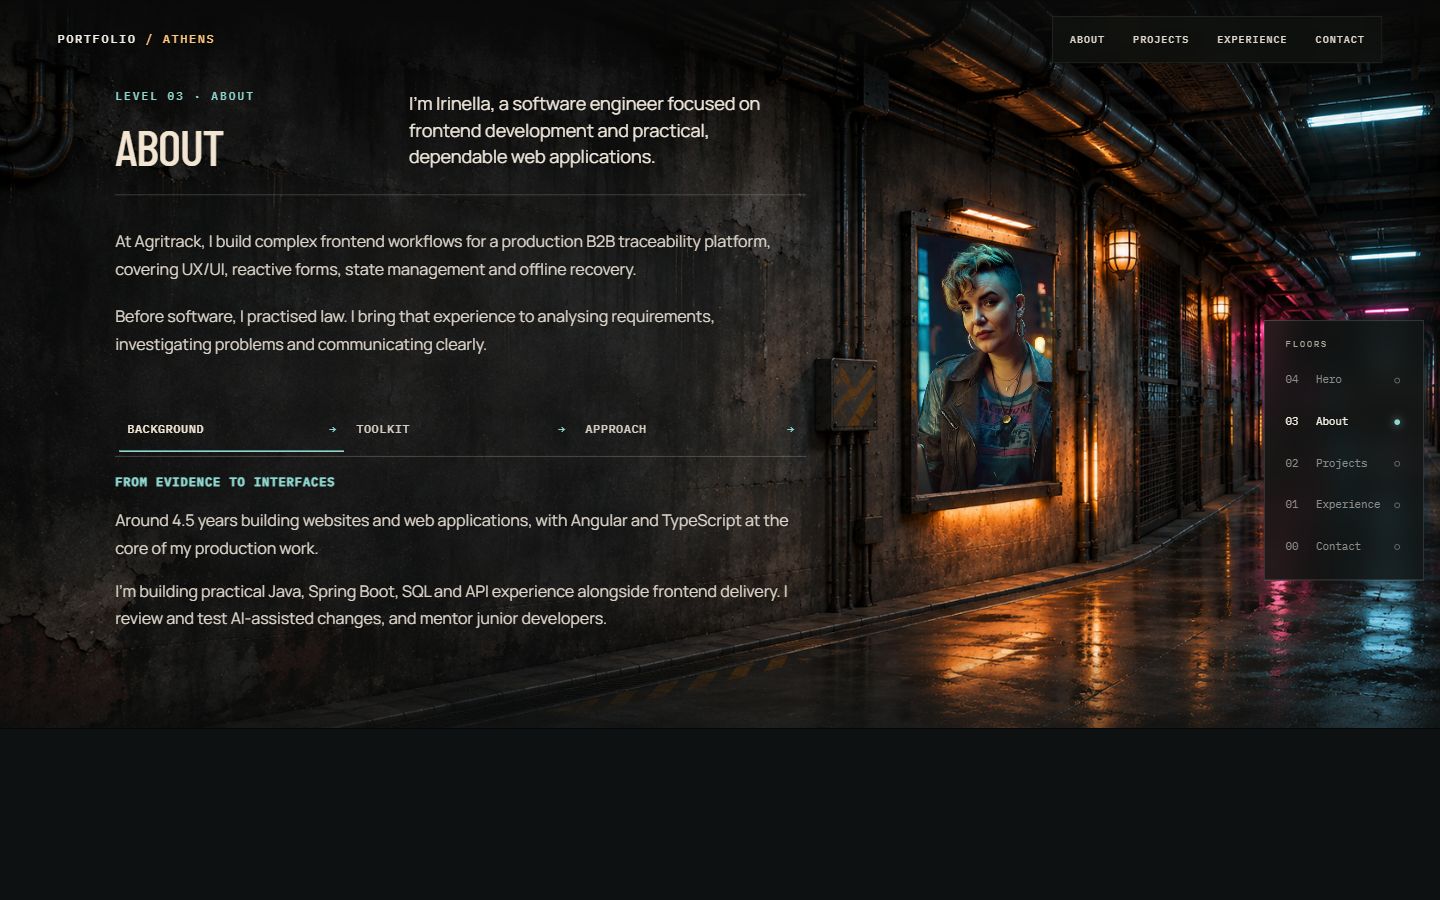 PORTFOLIO / ATHENS
ABOUT PROJECTS EXPERIENCE CONTACT
LEVEL 03 · ABOUT
ABOUT
I'm Irinella, a software engineer focused on
frontend development and practical,
dependable web applications.
At Agritrack, I build complex frontend workflows for a production B2B traceability platform,
covering UX/UI, reactive forms, state management and offline recovery.
Before software, I practised law. I bring that experience to analysing requirements,
investigating problems and communicating clearly.
BACKGROUND → TOOLKIT → APPROACH →
FROM EVIDENCE TO INTERFACES
Around 4.5 years building websites and web applications, with Angular and TypeScript at the
core of my production work.
I'm building practical Java, Spring Boot, SQL and API experience alongside frontend delivery. I
review and test AI-assisted changes, and mentor junior developers.
FLOORS
04 Hero
03 About
02 Projects
01 Experience
00 Contact